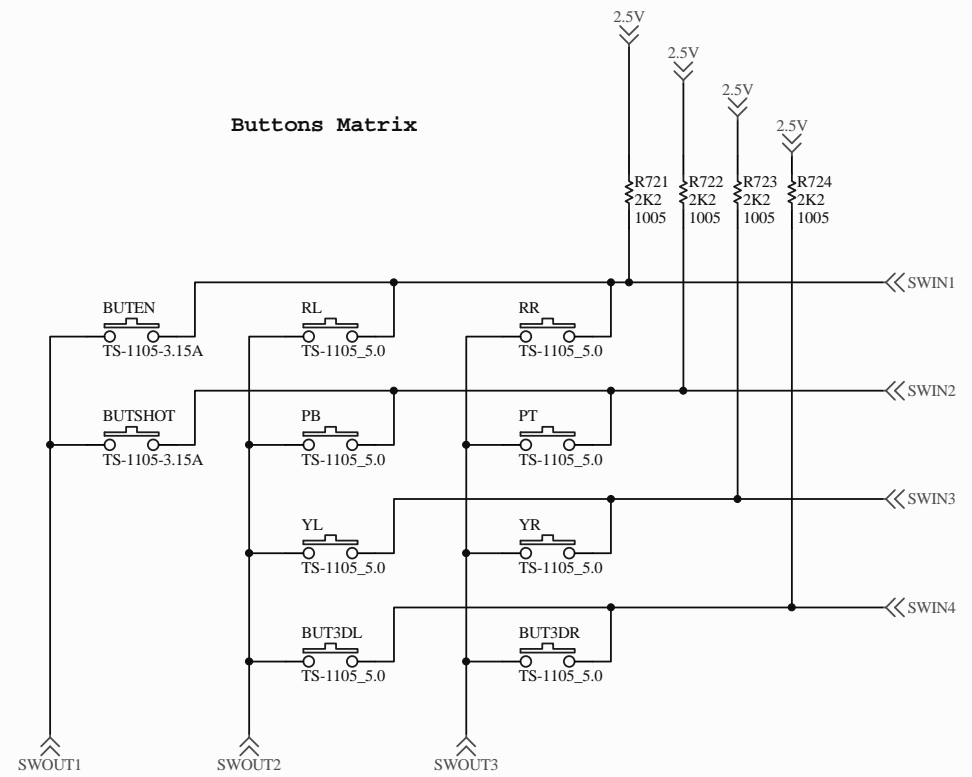 2.5V
2.5V
2.5V
2.5V
Buttons Matrix
R721
2K2
1005
R722
2K2
1005
R723
2K2
1005
R724
2K2
1005
SWIN1
BUTEN
TS-1105-3.15A
RL
TS-1105_5.0
RR
TS-1105_5.0
SWIN2
BUTSHOT
TS-1105-3.15A
PB
TS-1105_5.0
PT
TS-1105_5.0
SWIN3
YL
TS-1105_5.0
YR
TS-1105_5.0
SWIN4
BUT3DL
TS-1105_5.0
BUT3DR
TS-1105_5.0
SWOUT1
SWOUT2
SWOUT3